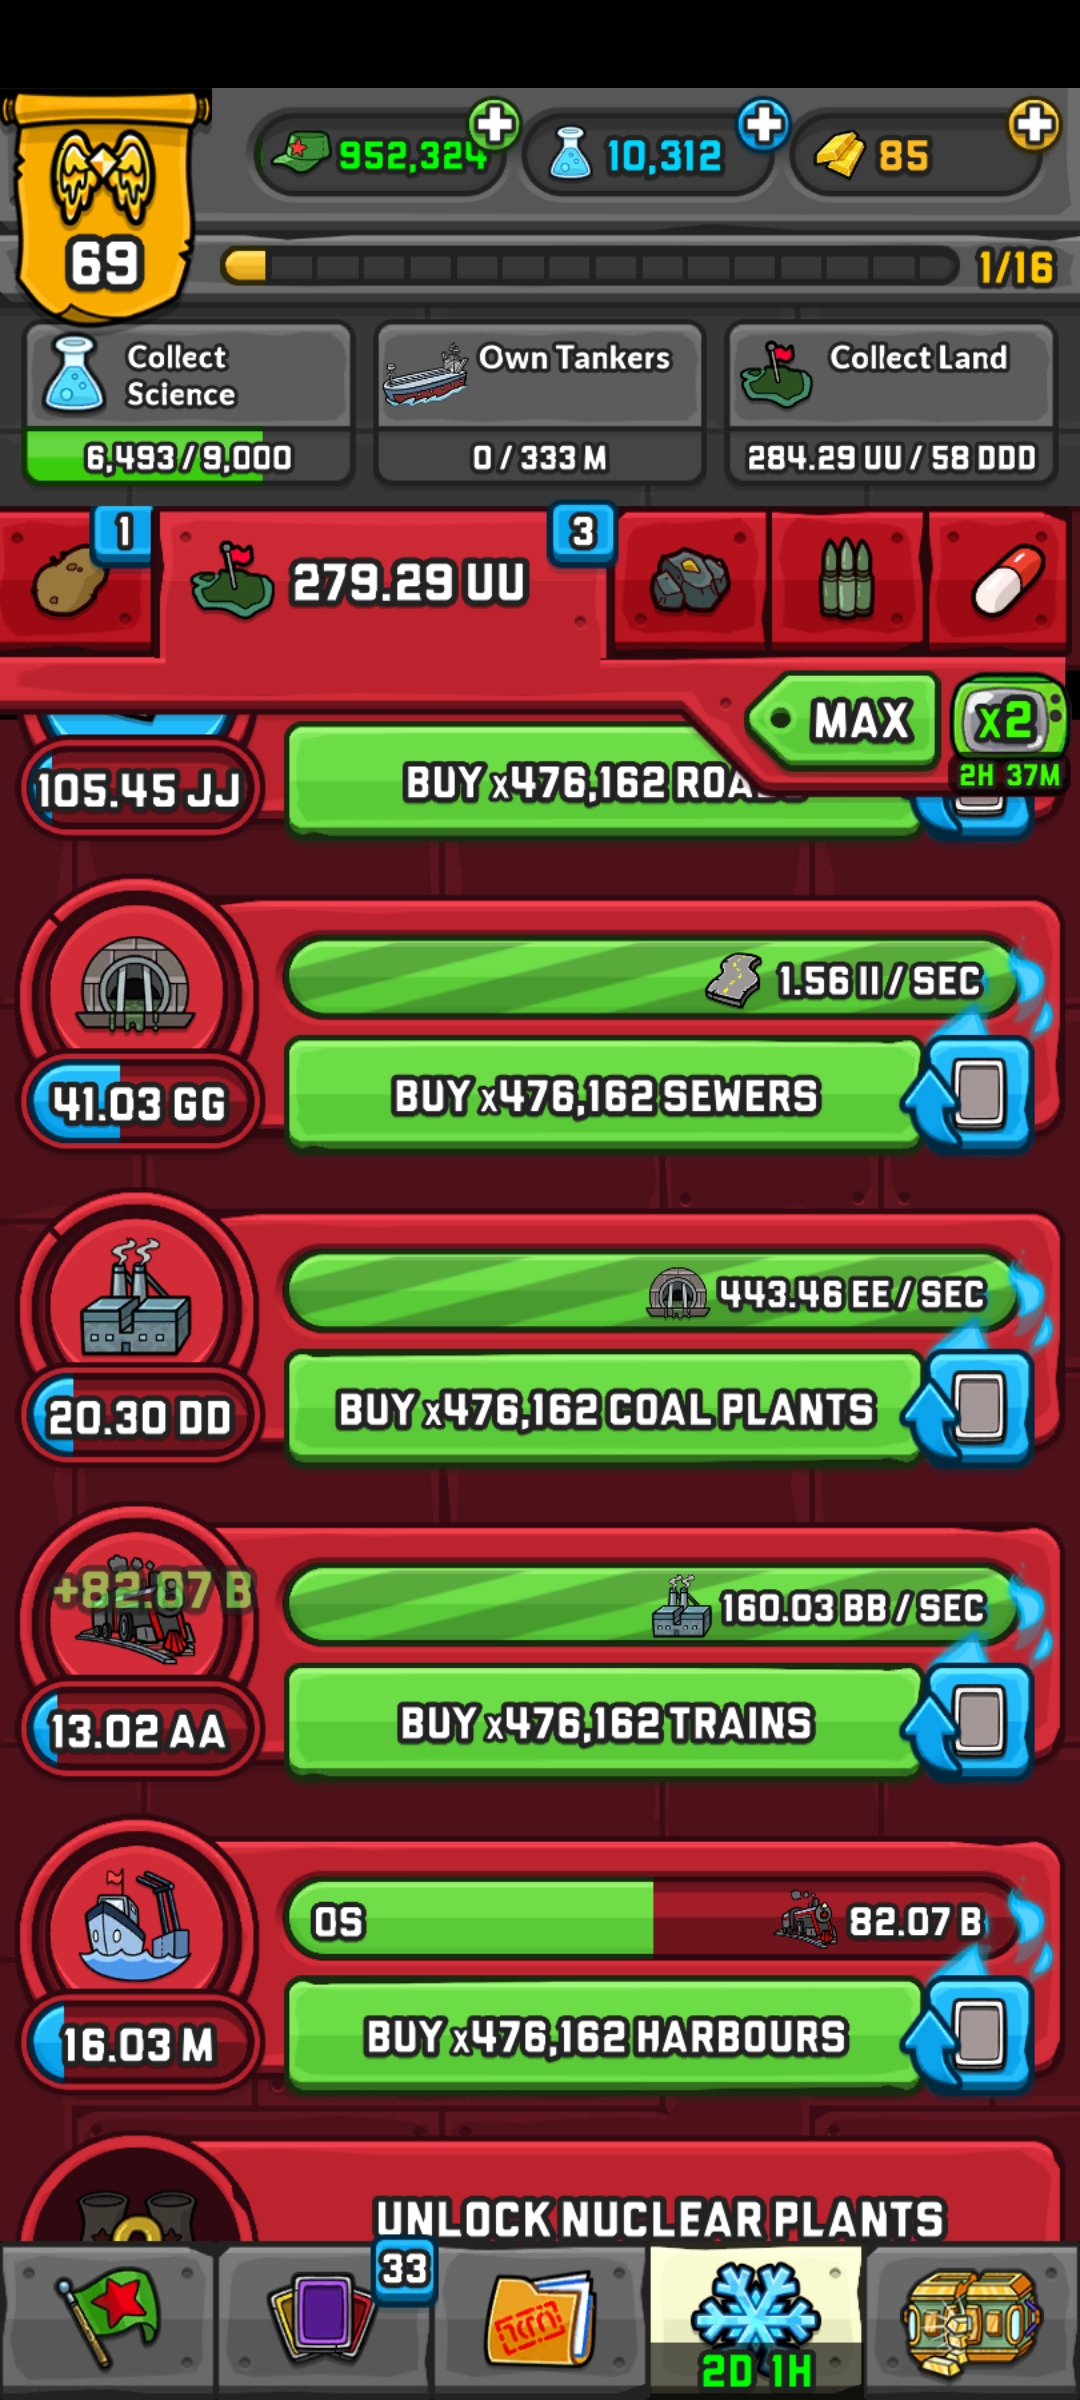 952,324
10,312
85
69
1/16
Collect
Science
6,493/9,000
Own Tankers
0/333 M
Collect Land
284.29 UU/58 DDD
1
279.29 UU
3
MAX
x2
2H 37M
105.45 JJ
BUY x476,162
41.03 GG
1.56 II/SEC
BUY x476,162 SEWERS
443.46 EE/SEC
20.30 DD
BUY x476,162 COAL PLANTS
+82.07 B
160.03 BB/SEC
13.02 AA
BUY x476,162 TRAINS
0S
82.07 B
16.03 M
BUY x476,162 HARBOURS
UNLOCK NUCLEAR PLANTS
33
2D 1H